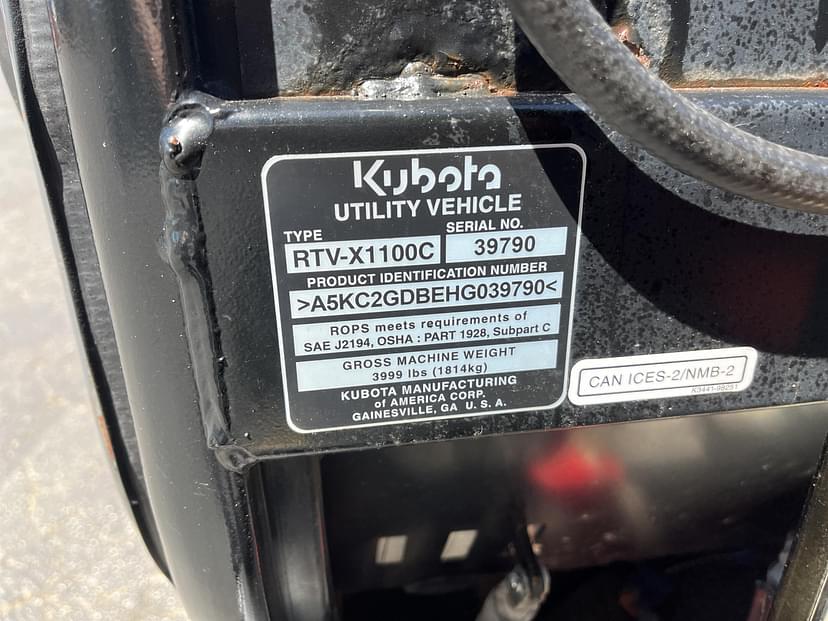 Kubota
UTILITY VEHICLE
TYPE SERIAL NO.
RTV-X1100C 39790
PRODUCT IDENTIFICATION NUMBER
>A5KC2GDBEHG039790<
ROPS meets requirements of
SAE J2194, OSHA : PART 1928, Subpart C
GROSS MACHINE WEIGHT
3999 lbs (1814kg)
KUBOTA MANUFACTURING
of AMERICA CORP.
GAINESVILLE, GA U. S. A.
CAN ICES-2/NMB-2
K3441-98251